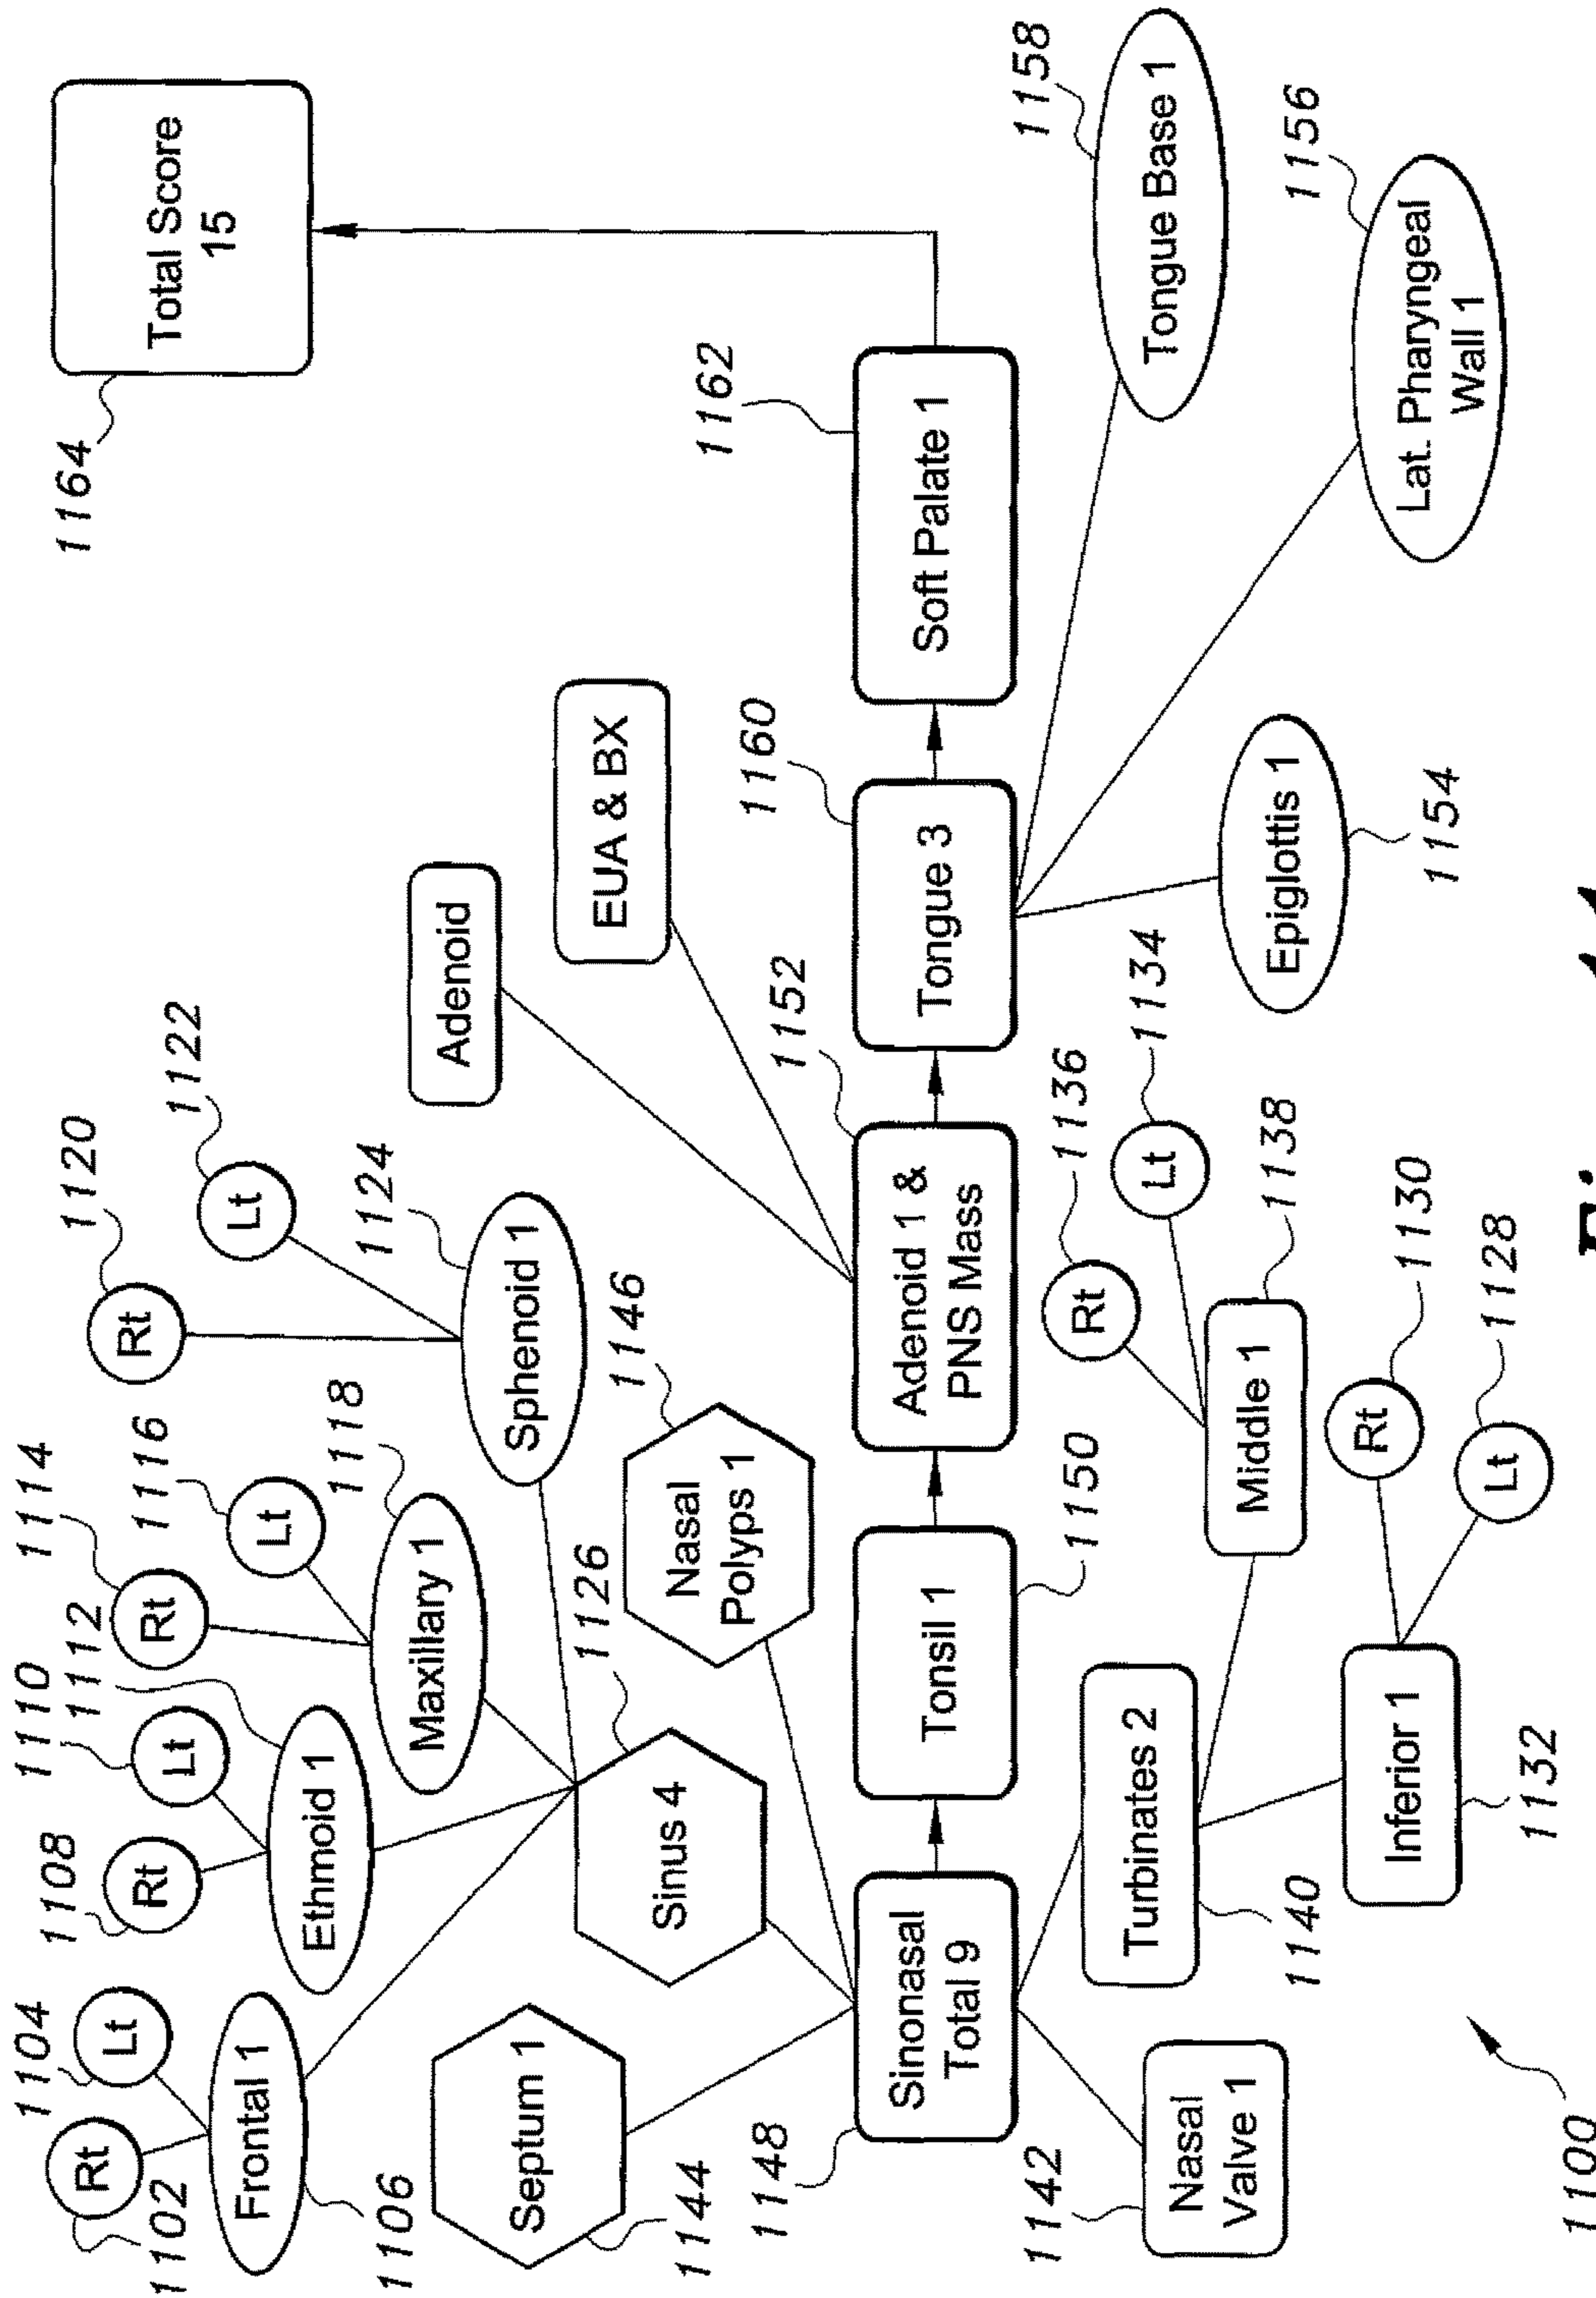 1102
Rt
1104
Lt
1108
Rt
1110
Lt
1112
1114
Rt
1116
Lt
1120
Rt
1122
Lt
1164
Total Score
15
1106
Frontal 1
Ethmoid 1
1118
Maxillary 1
1124
Sphenoid 1
Adenoid
1144
Septum 1
1126
Sinus 4
1146
Nasal
Polyps 1
EUA & BX
1148
Sinonasal
Total 9
1150
Tonsil 1
1152
Adenoid 1 &
PNS Mass
1160
Tongue 3
1162
Soft Palate 1
1142
Nasal
Valve 1
1140
Turbinates 2
1138
Middle 1
1136
Rt
1134
Lt
1132
Inferior 1
1130
Rt
1128
Lt
1154
Epiglottis 1
1158
Tongue Base 1
1156
Lat. Pharyngeal
Wall 1
1100